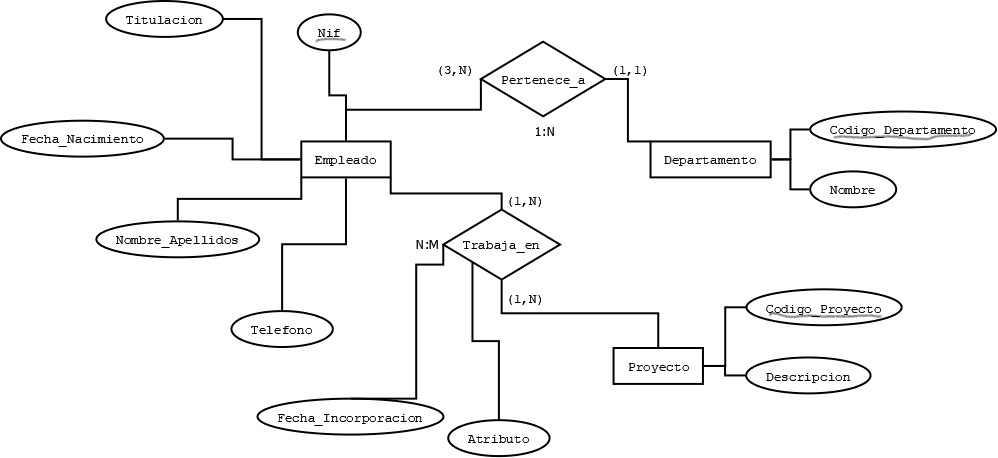 Titulacion
Nif
(3,N)
Pertenece_a
(1,1)
1:N
Codigo_Departamento
Fecha_Nacimiento
Empleado
Departamento
Nombre
(1,N)
Nombre_Apellidos
N:M
Trabaja_en
(1,N)
Codigo_Proyecto
Telefono
Proyecto
Descripcion
Fecha_Incorporacion
Atributo